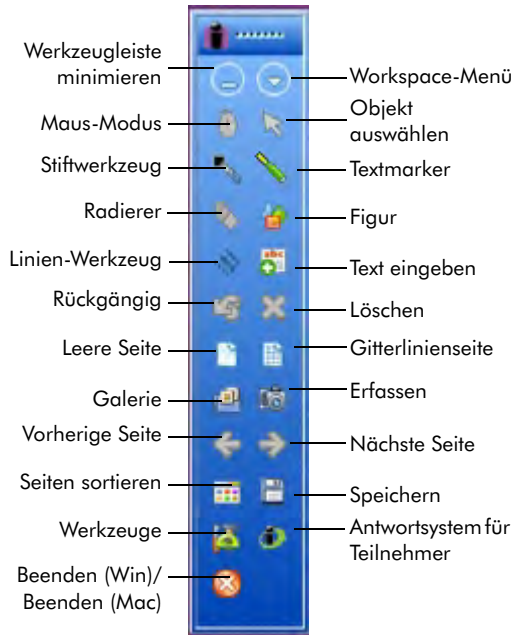 Werkzeugleiste
minimieren
Workspace-Menü
Maus-Modus
Objekt
auswählen
Stiftwerkzeug
Textmarker
Radierer
Figur
Linien-Werkzeug
abc
Text eingeben
Rückgängig
Löschen
Leere Seite
Gitterlinienseite
Galerie
Erfassen
Vorherige Seite
Nächste Seite
Seiten sortieren
Speichern
Werkzeuge
Antwortsystem für
Teilnehmer
Beenden (Win)/
Beenden (Mac)